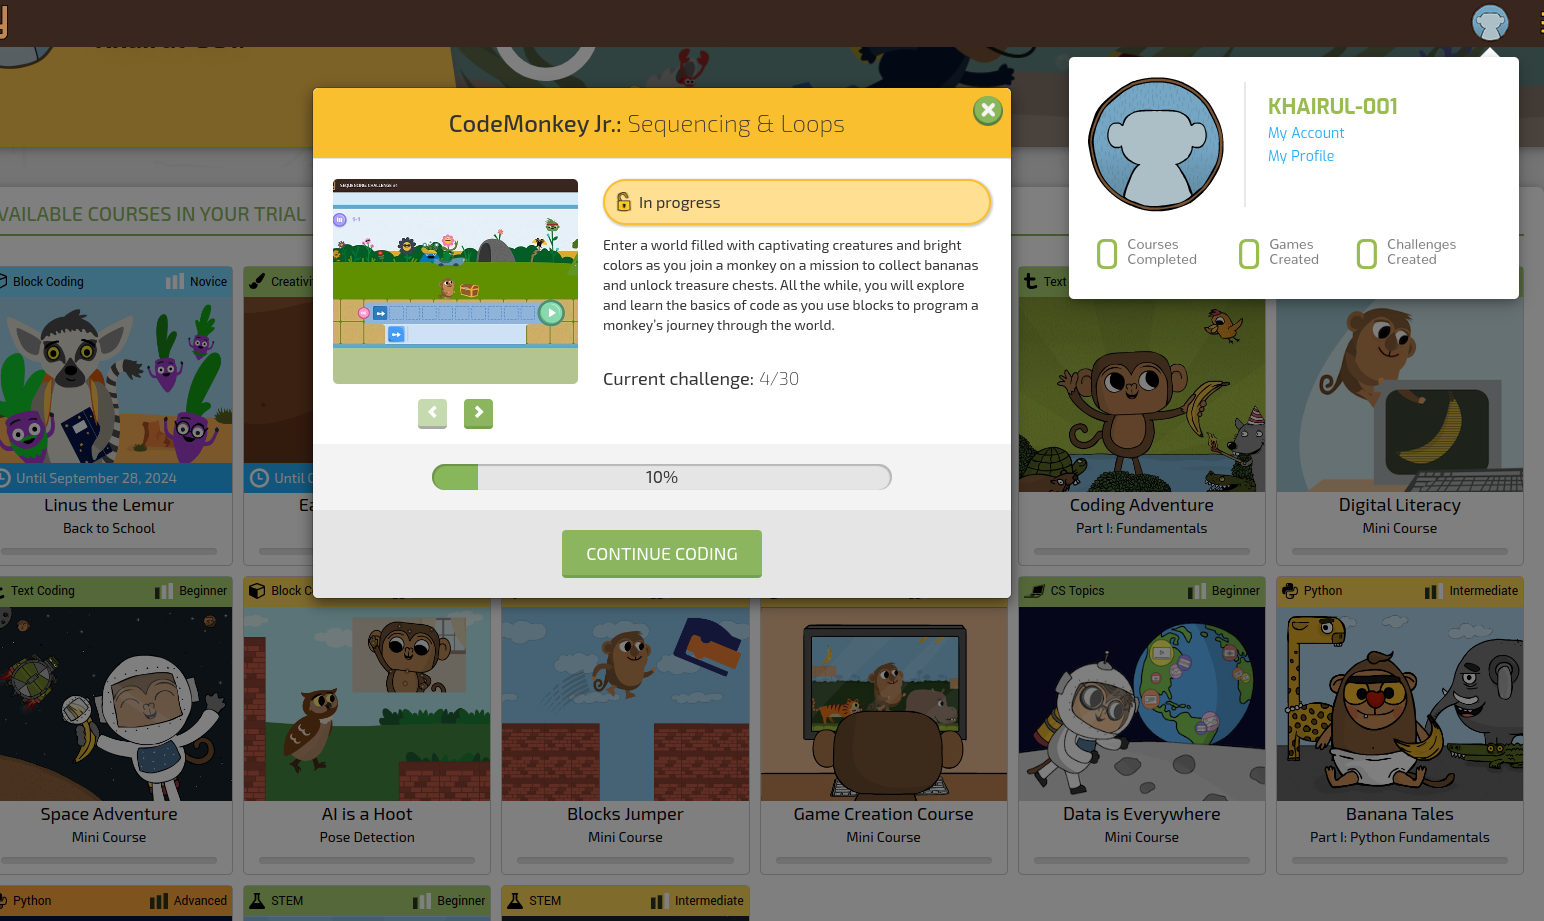 KHAIRUL-001
My Account
My Profile
Courses Completed
Games Created
Challenges Created
CodeMonkey Jr.: Sequencing & Loops
In progress
Enter a world filled with captivating creatures and bright
colors as you join a monkey on a mission to collect bananas
and unlock treasure chests. All the while, you will explore
and learn the basics of code as you use blocks to program a
monkey's journey through the world.
Current challenge: 4/30
10%
CONTINUE CODING
VAILABLE COURSES IN YOUR TRIAL
Block Coding Novice
Until September 28, 2024
Linus the Lemur
Back to School
Creativi
Until
Ea
Text
Coding Adventure
Part I: Fundamentals
Digital Literacy
Mini Course
Text Coding Beginner
Space Adventure
Mini Course
Block C
AI is a Hoot
Pose Detection
Blocks Jumper
Mini Course
Game Creation Course
Mini Course
CS Topics Beginner
Data is Everywhere
Mini Course
Python Intermediate
Banana Tales
Part I: Python Fundamentals
Python Advanced
STEM Beginner
STEM Intermediate